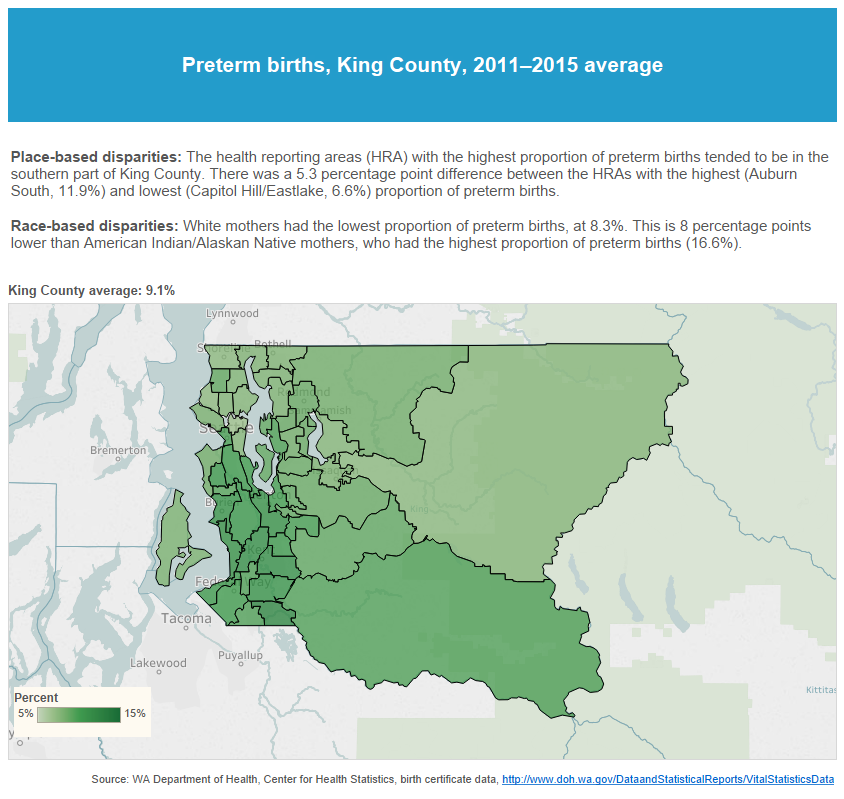 Preterm births, King County, 2011–2015 average
Place-based disparities: The health reporting areas (HRA) with the highest proportion of preterm births tended to be in the
southern part of King County. There was a 5.3 percentage point difference between the HRAs with the highest (Auburn
South, 11.9%) and lowest (Capitol Hill/Eastlake, 6.6%) proportion of preterm births.
Race-based disparities: White mothers had the lowest proportion of preterm births, at 8.3%. This is 8 percentage points
lower than American Indian/Alaskan Native mothers, who had the highest proportion of preterm births (16.6%).
King County average: 9.1%
Lynnwood
Shoreline Bothell
Redmond
Bremerton
King
Federal Way
Tacoma
Lakewood
Puyallup
Kittitas
Percent
5% 15%
Source: WA Department of Health, Center for Health Statistics, birth certificate data, http://www.doh.wa.gov/DataandStatisticalReports/VitalStatisticsData